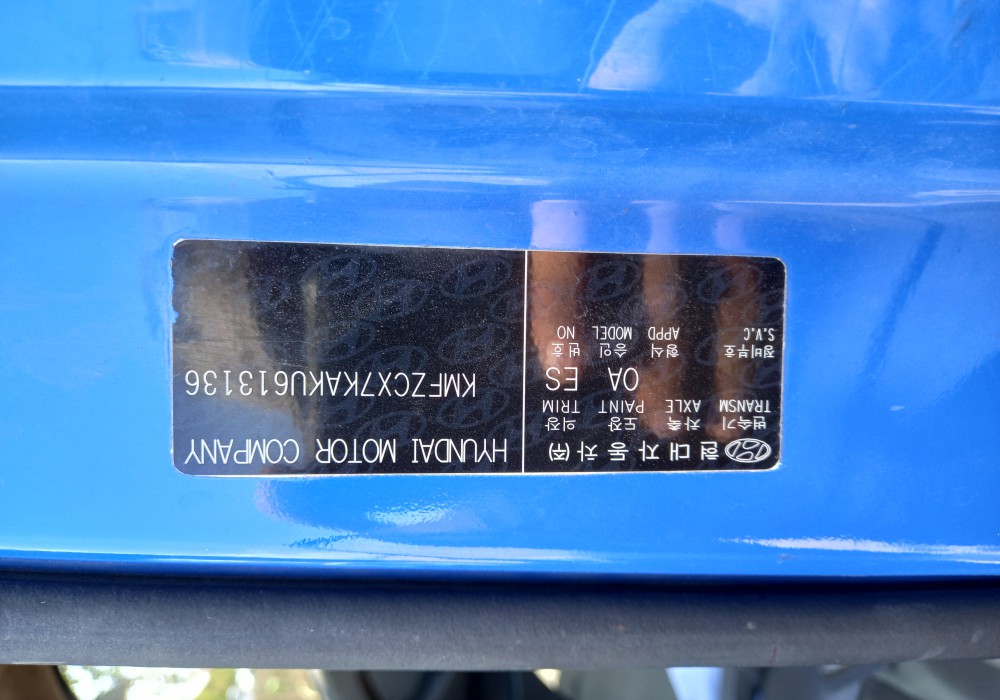 현대자동차(주)
변속기 차축 도장 의장
TRANSM AXLE PAINT TRIM
OA ES
정비부호 형식 승인 번호
S.V.C APPD MODEL NO
HYUNDAI MOTOR COMPANY
KMFZCX7KAKU613136